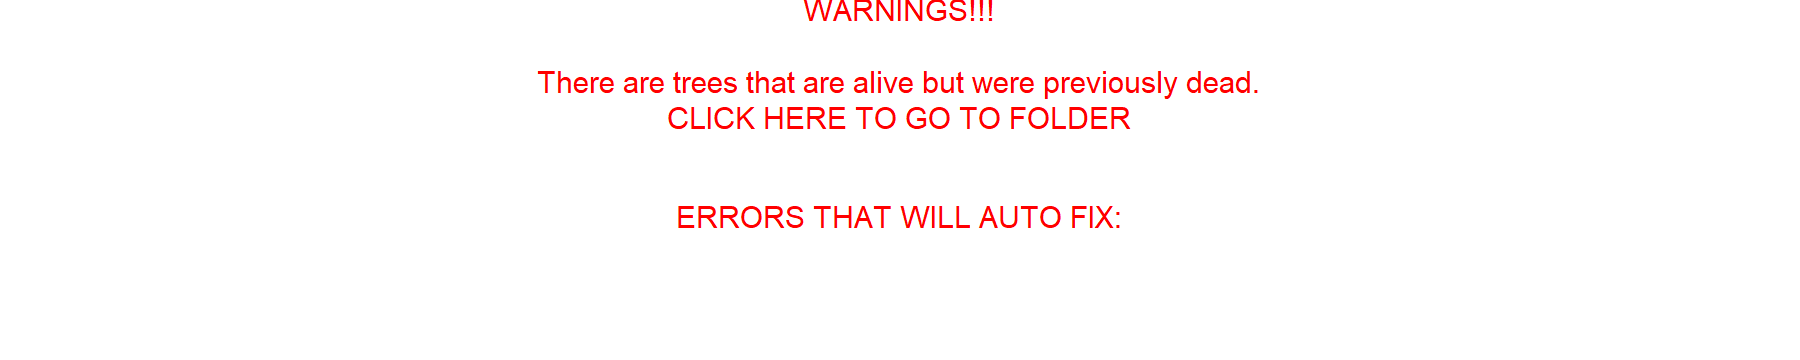 WARNINGS!!!
There are trees that are alive but were previously dead.
CLICK HERE TO GO TO FOLDER
ERRORS THAT WILL AUTO FIX: